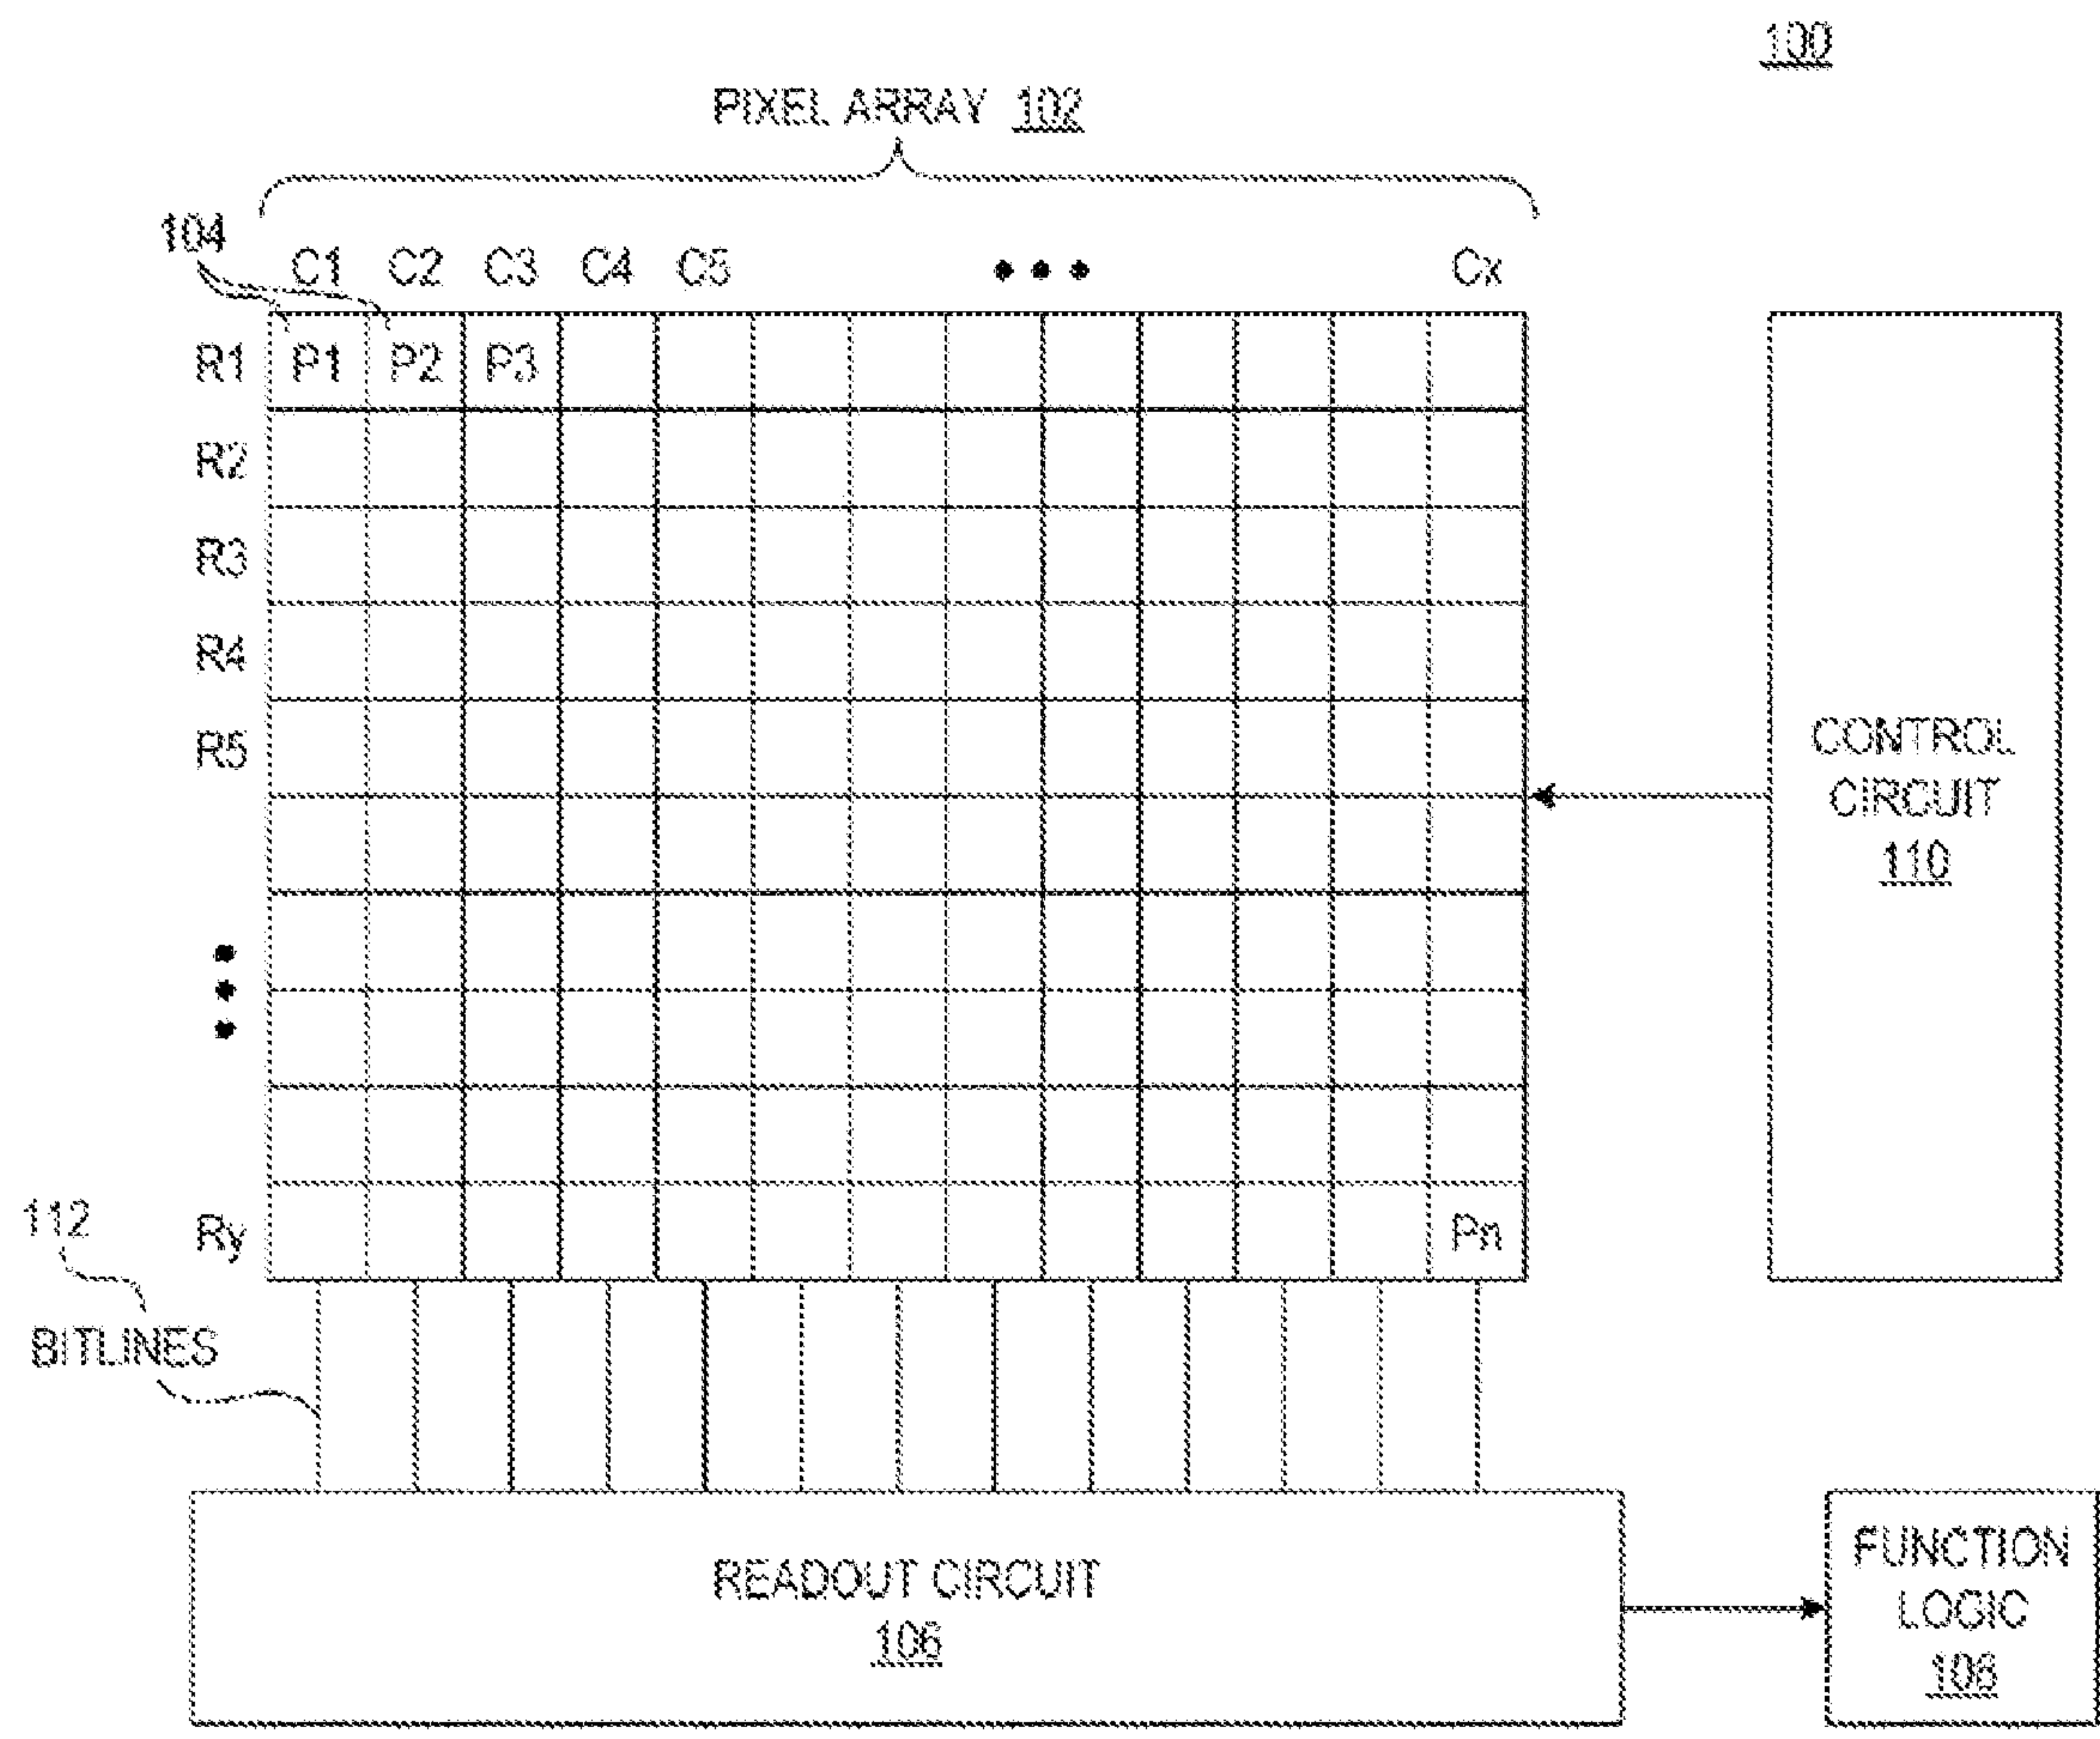 100
PIXEL ARRAY 102
104
C1 C2 C3 C4 C5 ••• Cx
R1 P1 P2 P3
R2
R3
R4
R5
CONTROL
CIRCUIT
110
•••
Ry Pn
112
BITLINES
READOUT CIRCUIT
106
FUNCTION
LOGIC
108